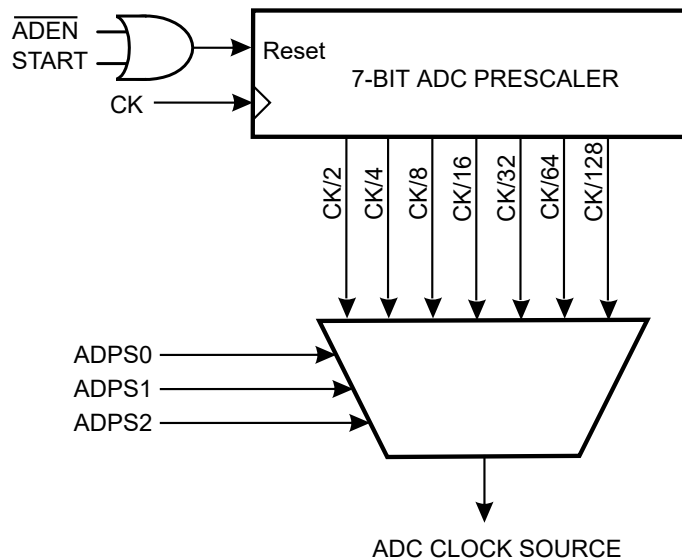 ADEN
START
Reset
7-BIT ADC PRESCALER
CK
CK/2
CK/4
CK/8
CK/16
CK/32
CK/64
CK/128
ADPS0
ADPS1
ADPS2
ADC CLOCK SOURCE